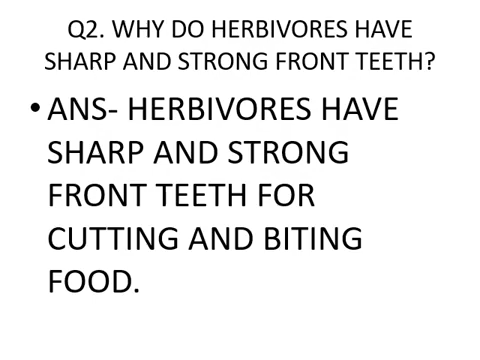 Q2. WHY DO HERBIVORES HAVE
SHARP AND STRONG FRONT TEETH?
• ANS- HERBIVORES HAVE
SHARP AND STRONG
FRONT TEETH FOR
CUTTING AND BITING
FOOD.